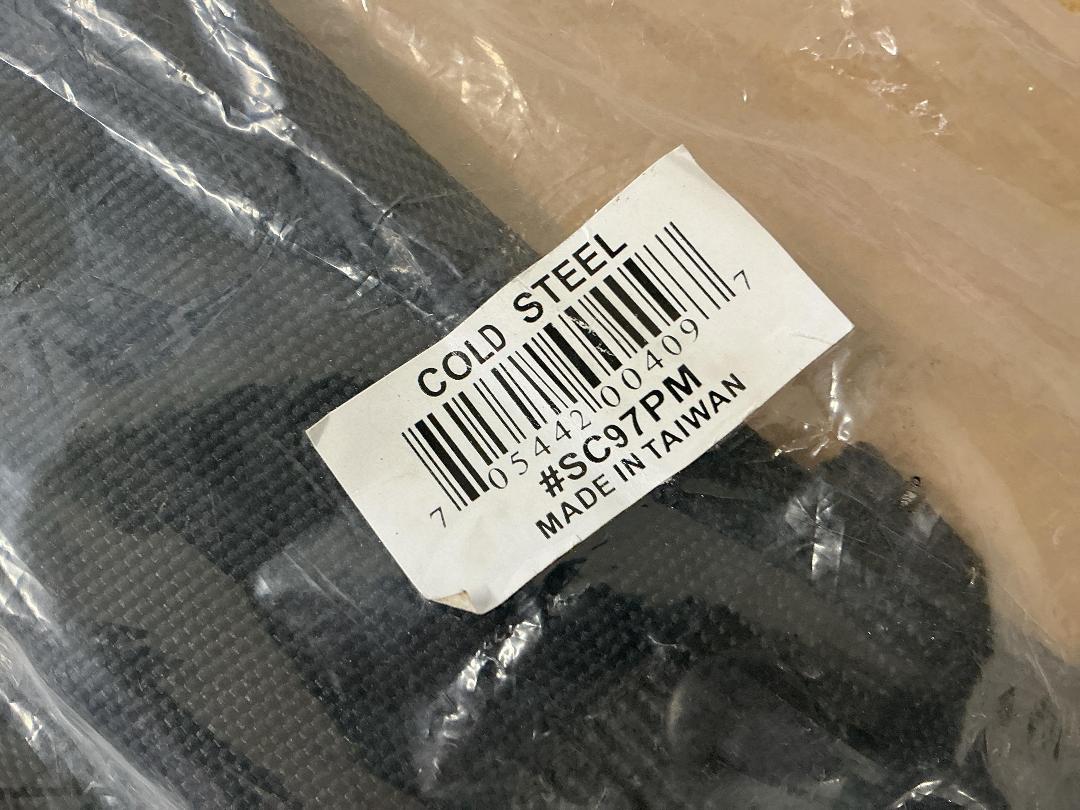 COLD STEEL
7 05442 00409 7
#SC97PM
MADE IN TAIWAN